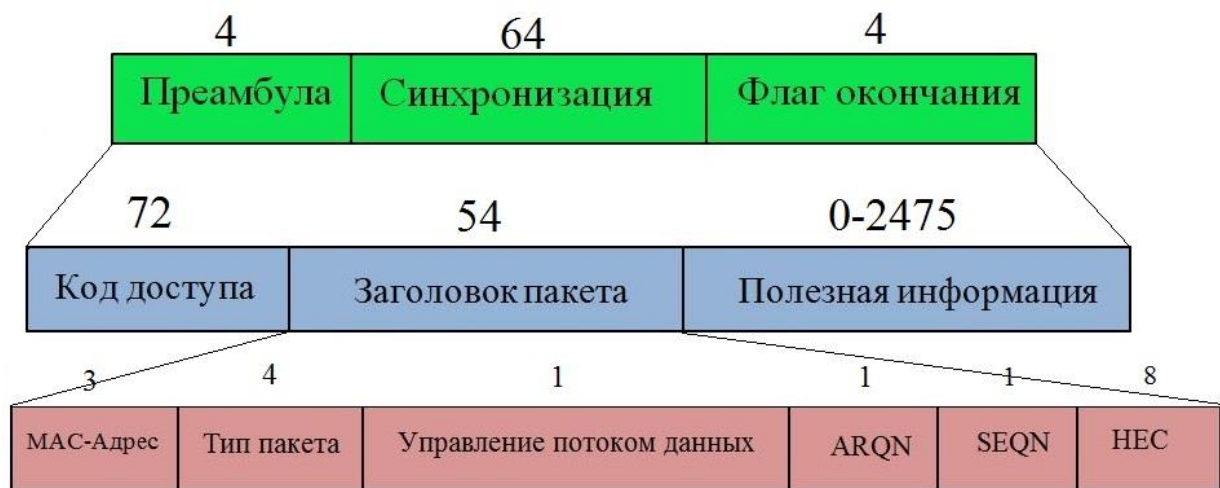 4 64 4
Преамбула Синхронизация Флаг окончания
72 54 0-2475
Код доступа Заголовок пакета Полезная информация
3 4 1 1 1 8
МАС-Адрес Тип пакета Управление потоком данных ARQN SEQN HEC